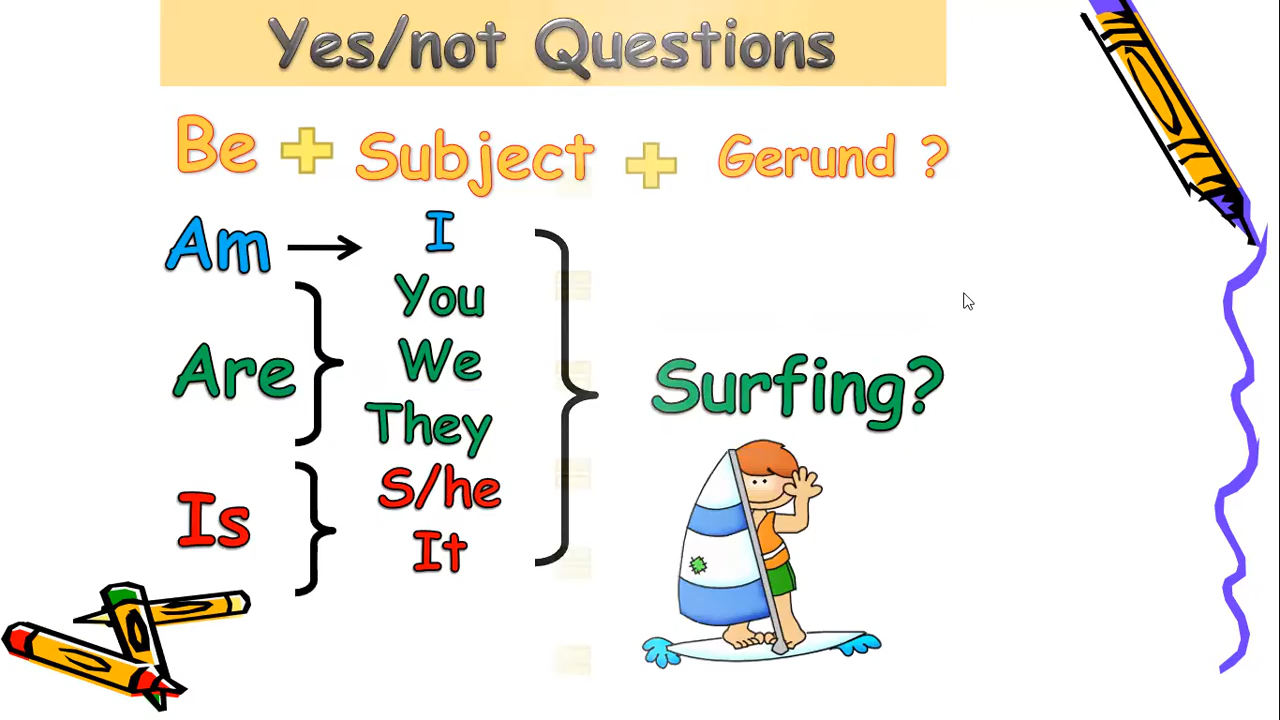 Yes/not Questions
Be + Subject + Gerund ?
Am I
You
Are We
They
S/he
Is It
Surfing?